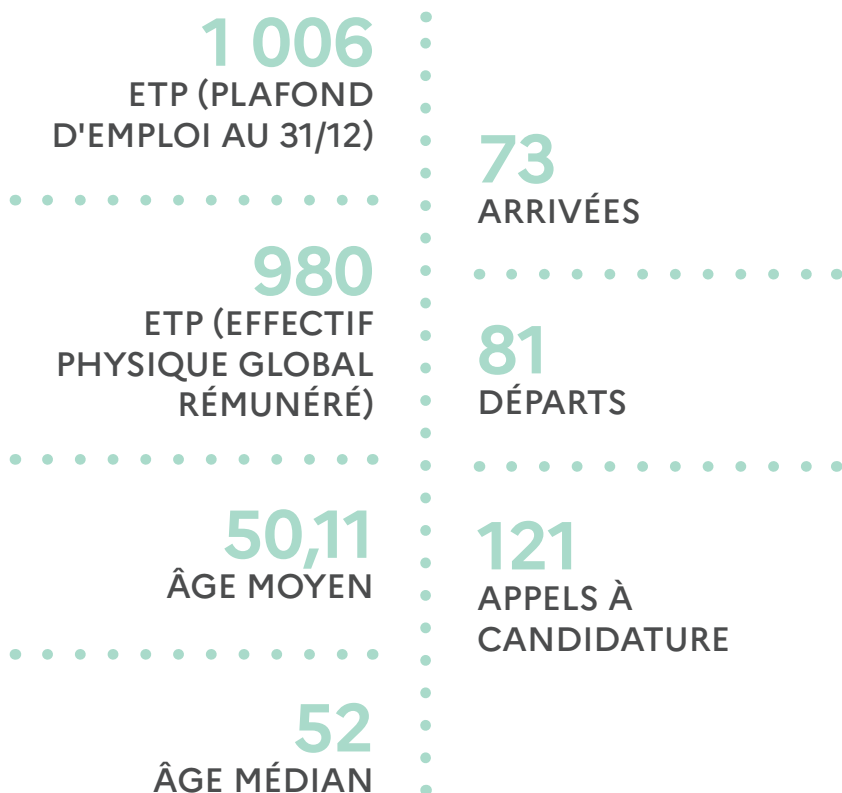 1 006
ETP (PLAFOND
D'EMPLOI AU 31/12)
980
ETP (EFFECTIF
PHYSIQUE GLOBAL
RÉMUNÉRÉ)
50,11
ÂGE MOYEN
52
ÂGE MÉDIAN
73
ARRIVÉES
81
DÉPARTS
121
APPELS À
CANDIDATURE